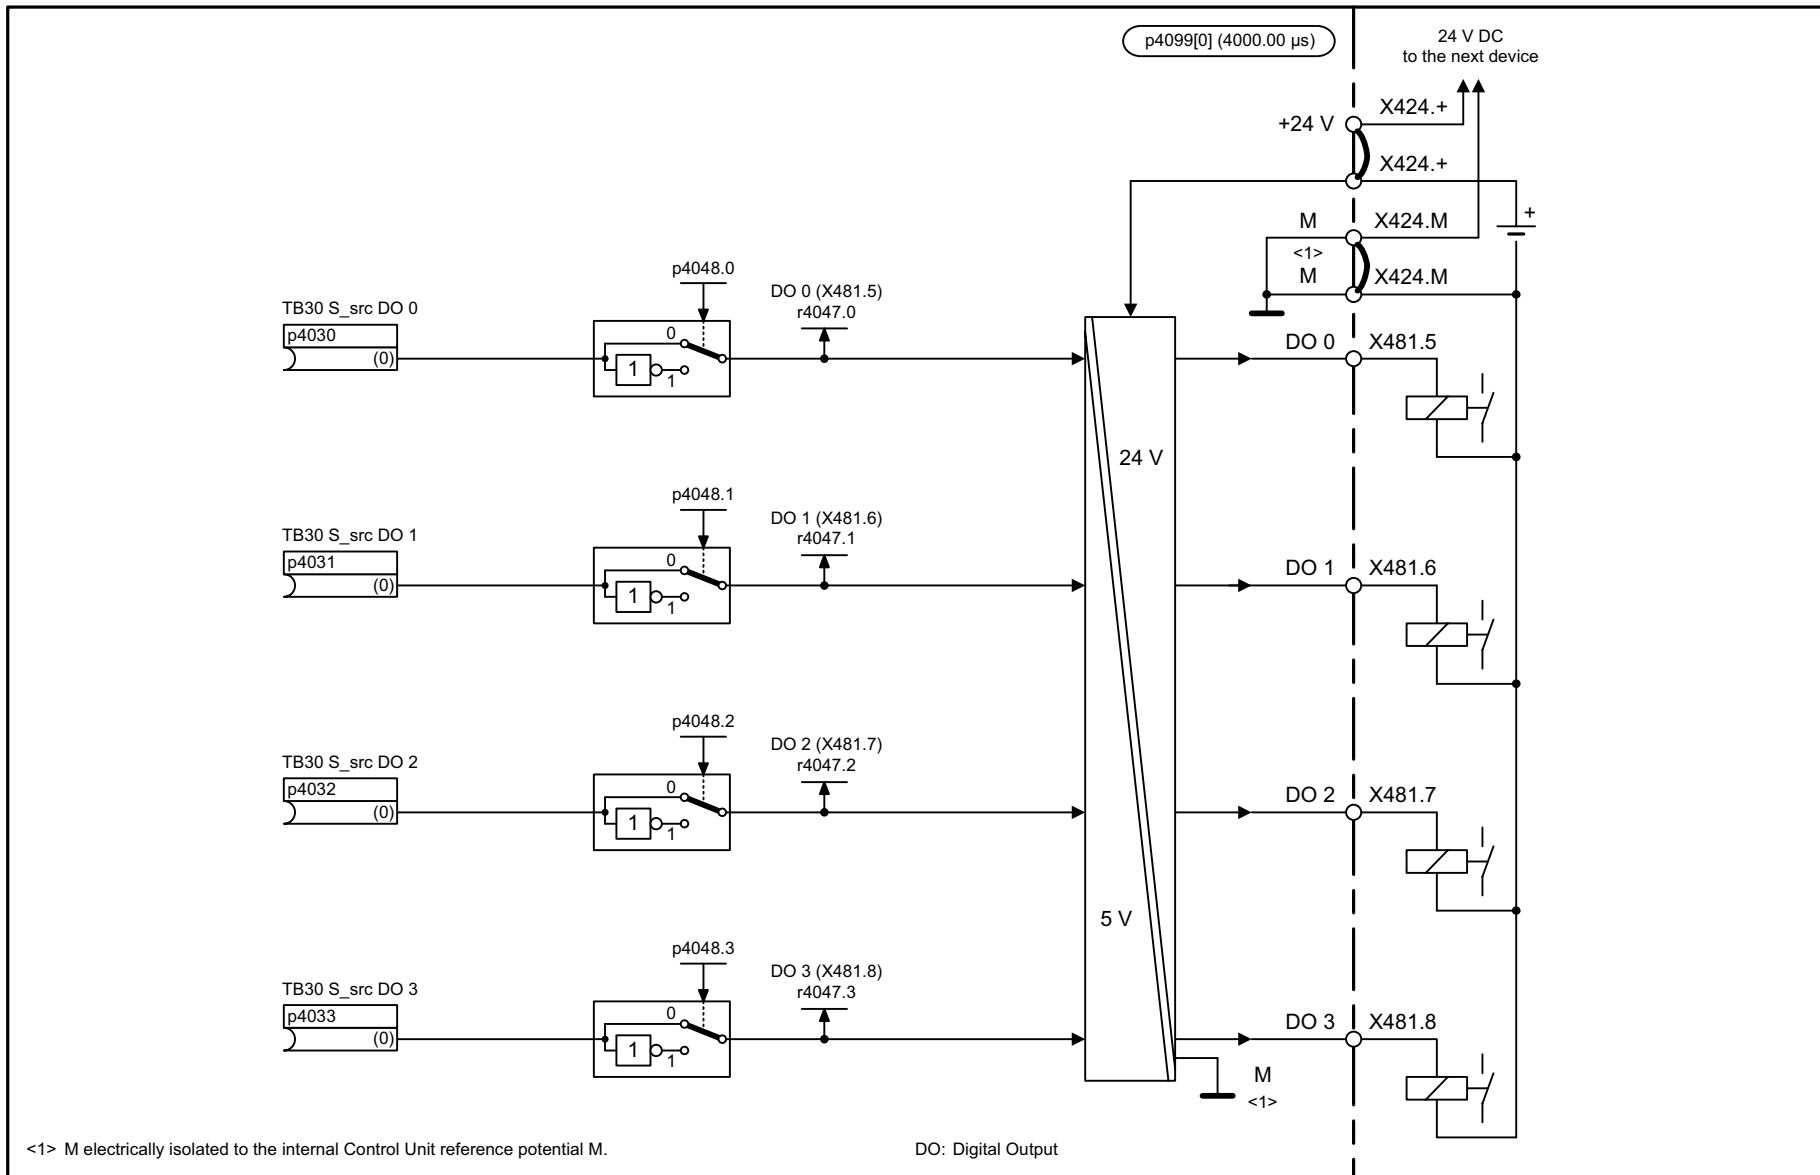 p4099[0] (4000.00 µs)
24 V DC
to the next device
X424.+
+24 V
X424.+
M
X424.M
<1>
M
X424.M
TB30 S_src DO 0
p4030
(0)
p4048.0
0
1
1
DO 0 (X481.5)
r4047.0
DO 0
X481.5
24 V
TB30 S_src DO 1
p4031
(0)
p4048.1
0
1
1
DO 1 (X481.6)
r4047.1
DO 1
X481.6
TB30 S_src DO 2
p4032
(0)
p4048.2
0
1
1
DO 2 (X481.7)
r4047.2
DO 2
X481.7
5 V
TB30 S_src DO 3
p4033
(0)
p4048.3
0
1
1
DO 3 (X481.8)
r4047.3
DO 3
X481.8
M
<1>
+
<1> M electrically isolated to the internal Control Unit reference potential M.
DO: Digital Output